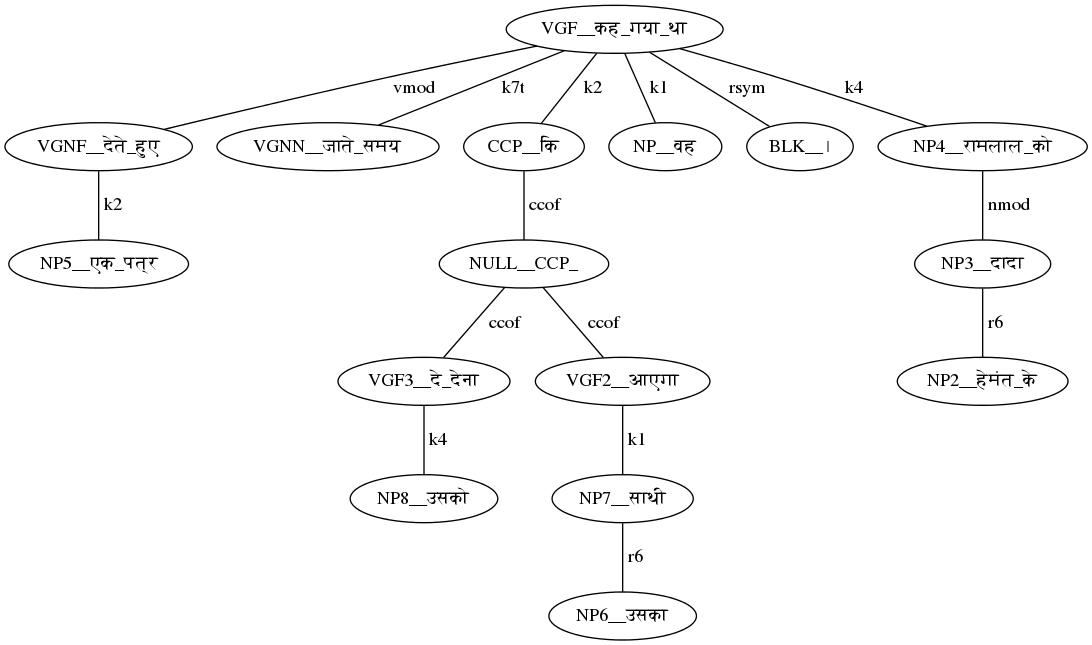 VGF__कह_गया_था
vmod k7t k2 k1 rsym k4
VGNF__देते_हुए VGNN__जाते_समय CCP__कि NP__वह BLK__। NP4__रामलाल_को
k2 ccof nmod
NP5__एक_पत्र NULL__CCP_ NP3__दादा
ccof ccof r6
VGF3__दे_देना VGF2__आएगा NP2__हेमंत_के
k4 k1
NP8__उसको NP7__साथी
r6
NP6__उसका